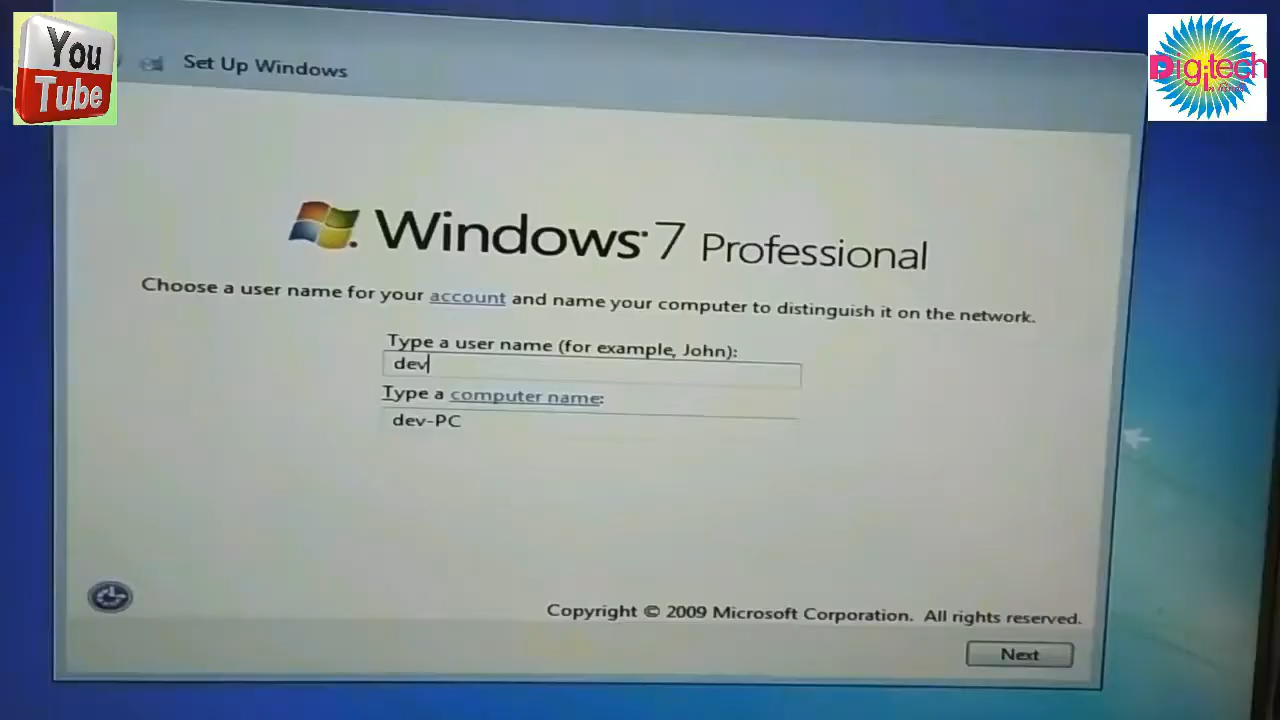 You
Tube
Set Up Windows
Digitech
Windows 7 Professional
Choose a user name for your account and name your computer to distinguish it on the network.
Type a user name (for example, John):
dev
Type a computer name:
dev-PC
Copyright © 2009 Microsoft Corporation. All rights reserved.
Next